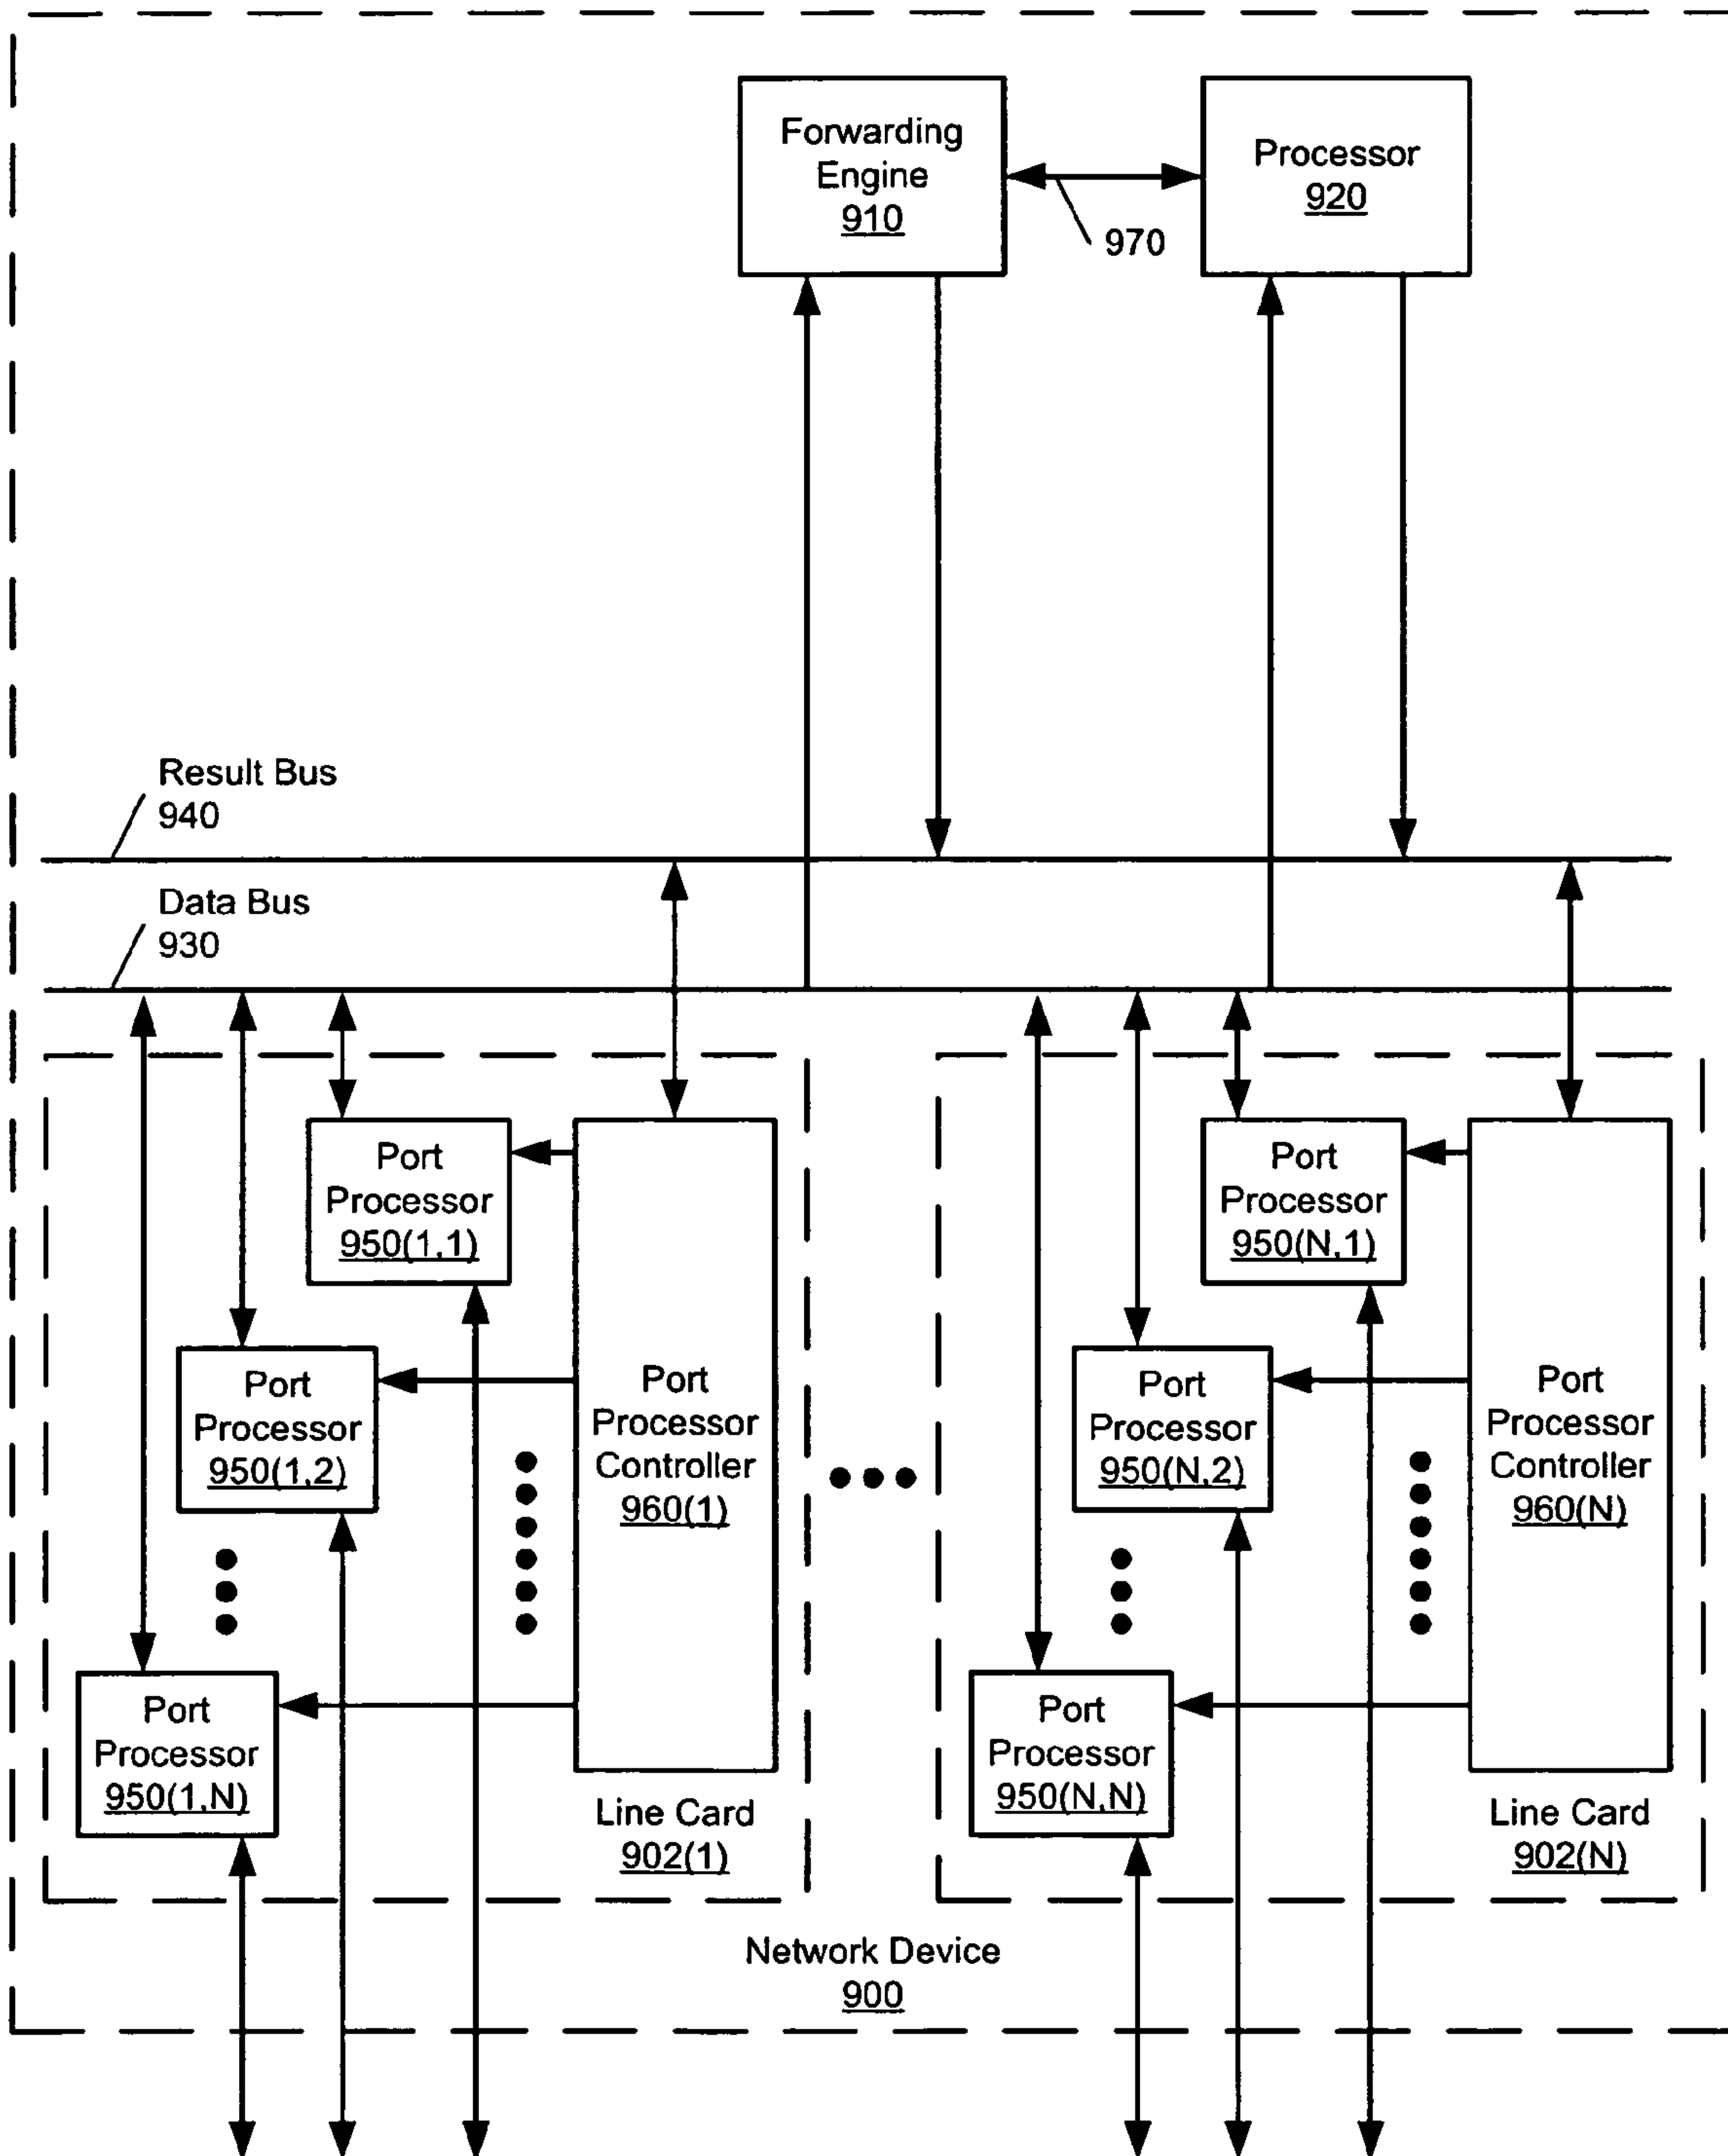 Forwarding
Engine
910
Processor
920
970
Result Bus
940
Data Bus
930
Port
Processor
950(1,1)
Port
Processor
950(1,2)
Port
Processor
950(1,N)
Port
Processor
Controller
960(1)
Line Card
902(1)
Port
Processor
950(N,1)
Port
Processor
950(N,2)
Port
Processor
950(N,N)
Port
Processor
Controller
960(N)
Line Card
902(N)
Network Device
900